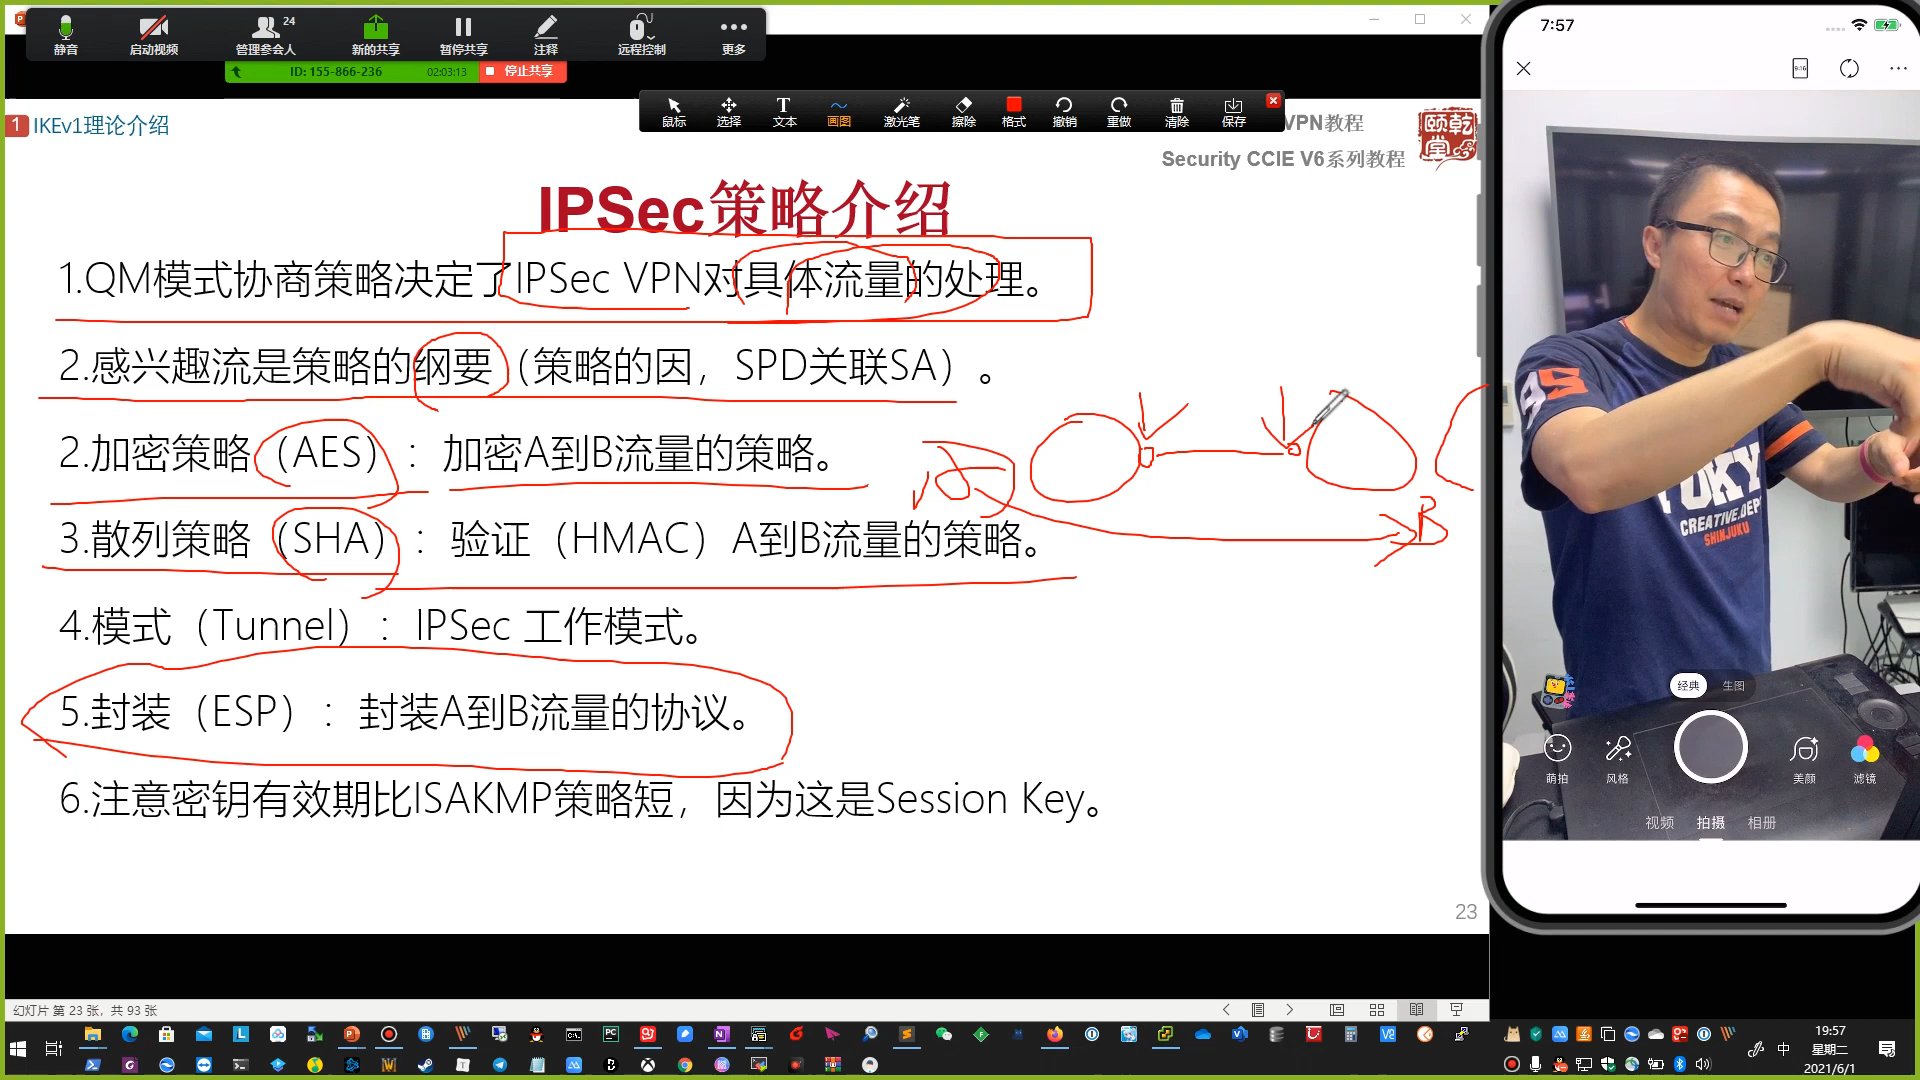 静音
启动视频
管理参会人
24
新的共享
暂停共享
注释
远程控制
更多
ID: 155-866-236
02:03:13
停止共享
鼠标
选择
文本
画图
激光笔
擦除
格式
撤销
重做
清除
保存
1 IKEv1理论介绍
VPN教程
Security CCIE V6系列教程
颐乾堂
IPSec策略介绍
1.QM模式协商策略决定了IPSec VPN对具体流量的处理。
2.感兴趣流是策略的纲要（策略的因，SPD关联SA）。
2.加密策略（AES）：加密A到B流量的策略。
3.散列策略（SHA）：验证（HMAC）A到B流量的策略。
4.模式（Tunnel）：IPSec 工作模式。
5.封装（ESP）：封装A到B流量的协议。
6.注意密钥有效期比ISAKMP策略短，因为这是Session Key。
B
23
幻灯片 第 23 张，共 93 张
7:57
9:16
TOKY
CREATIVE.DEP
SHINJUKU
经典
生图
萌拍
风格
美颜
滤镜
视频
拍摄
相册
中
19:57
星期二
2021/6/1